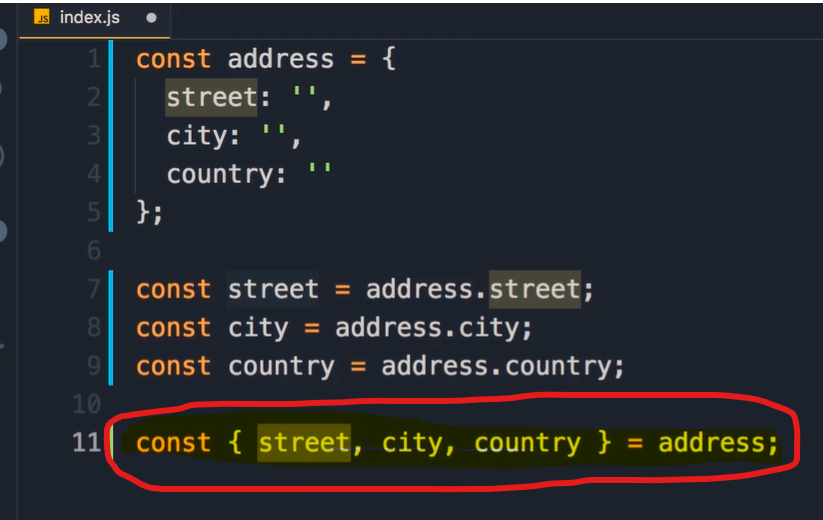 JS index.js
1 const address = {
2 street: '',
3 city: '',
4 country: ''
5 };
6
7 const street = address.street;
8 const city = address.city;
9 const country = address.country;
10
11 const { street, city, country } = address;